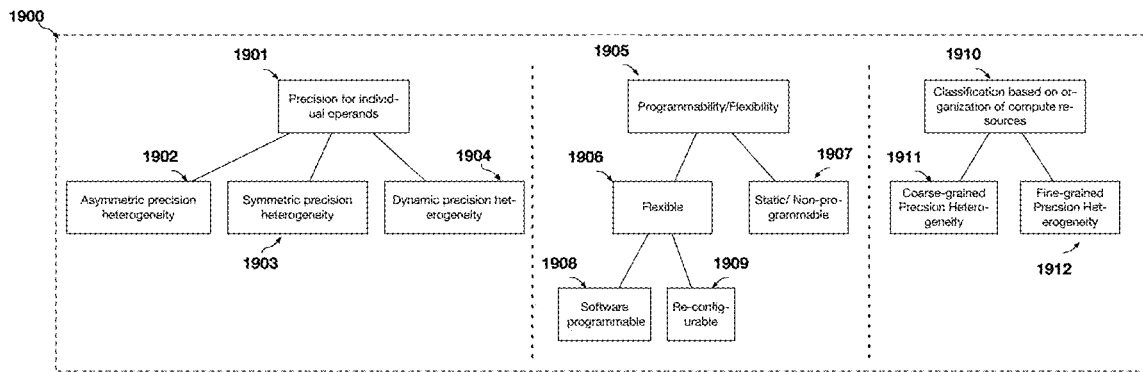 1900
1901
Precision for individ-
ual operands
1902
Asymmetric precision
heterogeneity
Symmetric precision
heterogeneity
1903
1904
Dynamic precision het-
erogeneity
1905
Programmability/Flexibility
1906
Flexible
1907
Static/ Non-pro-
grammable
1908
Software
programmable
1909
Re-config-
urable
1910
Classification based on or-
ganization of compute re-
sources
1911
Coarse-grained
Precision Hetero-
geneity
Fine-grained
Precision Het-
erogeneity
1912